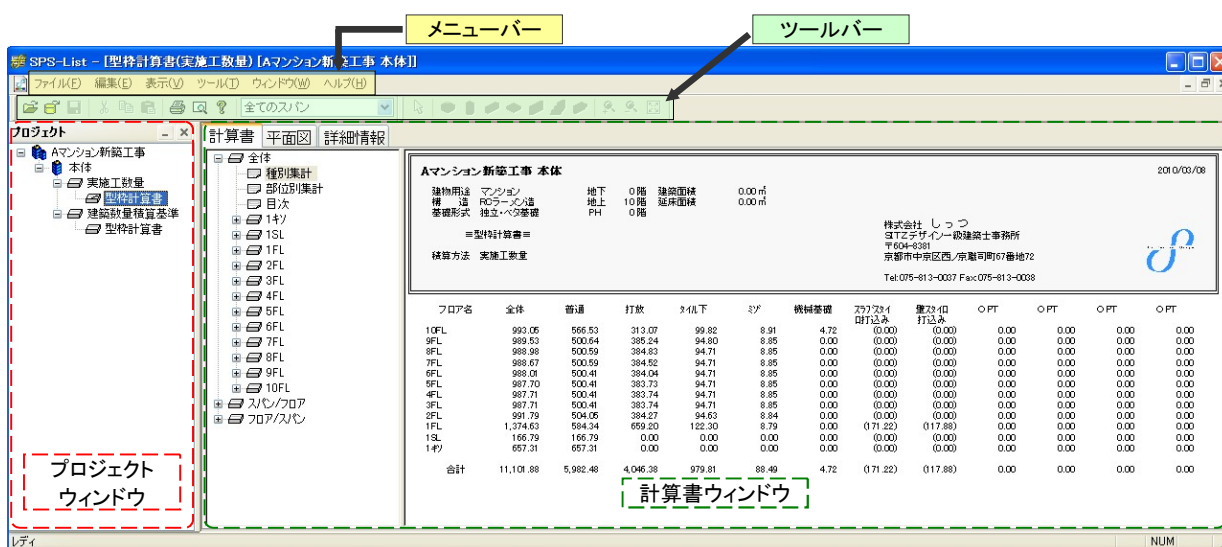 メニューバー
ツールバー
SPS-List - [型枠計算書(実施工数量) [Aマンション新築工事 本体]]
ファイル(F) 編集(E) 表示(V) ツール(T) ウィンドウ(W) ヘルプ(H)
全てのスパン
プロジェクト
Aマンション新築工事
本体
実施工数量
型枠計算書
建築数量積算基準
型枠計算書
プロジェクト
ウィンドウ
計算書 平面図 詳細情報
全体
種別集計
部位別集計
目次
1キソ
1SL
1FL
2FL
3FL
4FL
5FL
6FL
7FL
8FL
9FL
10FL
スパン/フロア
フロア/スパン
Aマンション新築工事 本体 2010/03/08
建物用途 マンション 地下 0階 建築面積 0.00㎡
構 造 RCラーメン造 地上 10階 延床面積 0.00㎡
基礎形式 独立・ベタ基礎 PH 0階
=型枠計算書=
積算方法 実施工数量
株式会社 しっつ
SITZデザイン一級建築士事務所
〒604-8381
京都市中京区西ノ京職司町67番地72
Tel:075-813-0037 Fax:075-813-0038
フロア名 全体 普通 打放 タイル下 ミゾ 機械基礎 スラブスタイロ打込み 壁スタイロ打込み OPT OPT OPT OPT
10FL 993.05 566.53 313.07 99.82 8.91 4.72 (0.00) (0.00) 0.00 0.00 0.00 0.00
9FL 989.53 500.64 385.24 94.80 8.85 0.00 (0.00) (0.00) 0.00 0.00 0.00 0.00
8FL 988.98 500.59 384.83 94.71 8.85 0.00 (0.00) (0.00) 0.00 0.00 0.00 0.00
7FL 988.67 500.59 384.52 94.71 8.85 0.00 (0.00) (0.00) 0.00 0.00 0.00 0.00
6FL 988.01 500.41 384.04 94.71 8.85 0.00 (0.00) (0.00) 0.00 0.00 0.00 0.00
5FL 987.70 500.41 383.73 94.71 8.85 0.00 (0.00) (0.00) 0.00 0.00 0.00 0.00
4FL 987.71 500.41 383.74 94.71 8.85 0.00 (0.00) (0.00) 0.00 0.00 0.00 0.00
3FL 987.71 500.41 383.74 94.71 8.85 0.00 (0.00) (0.00) 0.00 0.00 0.00 0.00
2FL 991.79 504.05 384.27 94.63 8.84 0.00 (0.00) (0.00) 0.00 0.00 0.00 0.00
1FL 1,374.63 584.34 659.20 122.30 8.79 0.00 (171.22) (117.88) 0.00 0.00 0.00 0.00
1SL 166.79 166.79 0.00 0.00 0.00 0.00 (0.00) (0.00) 0.00 0.00 0.00 0.00
1キソ 657.31 657.31 0.00 0.00 0.00 0.00 (0.00) (0.00) 0.00 0.00 0.00 0.00
合計 11,101.88 5,982.48 4,046.38 979.81 88.49 4.72 (171.22) (117.88) 0.00 0.00 0.00 0.00
計算書ウィンドウ
レディ NUM